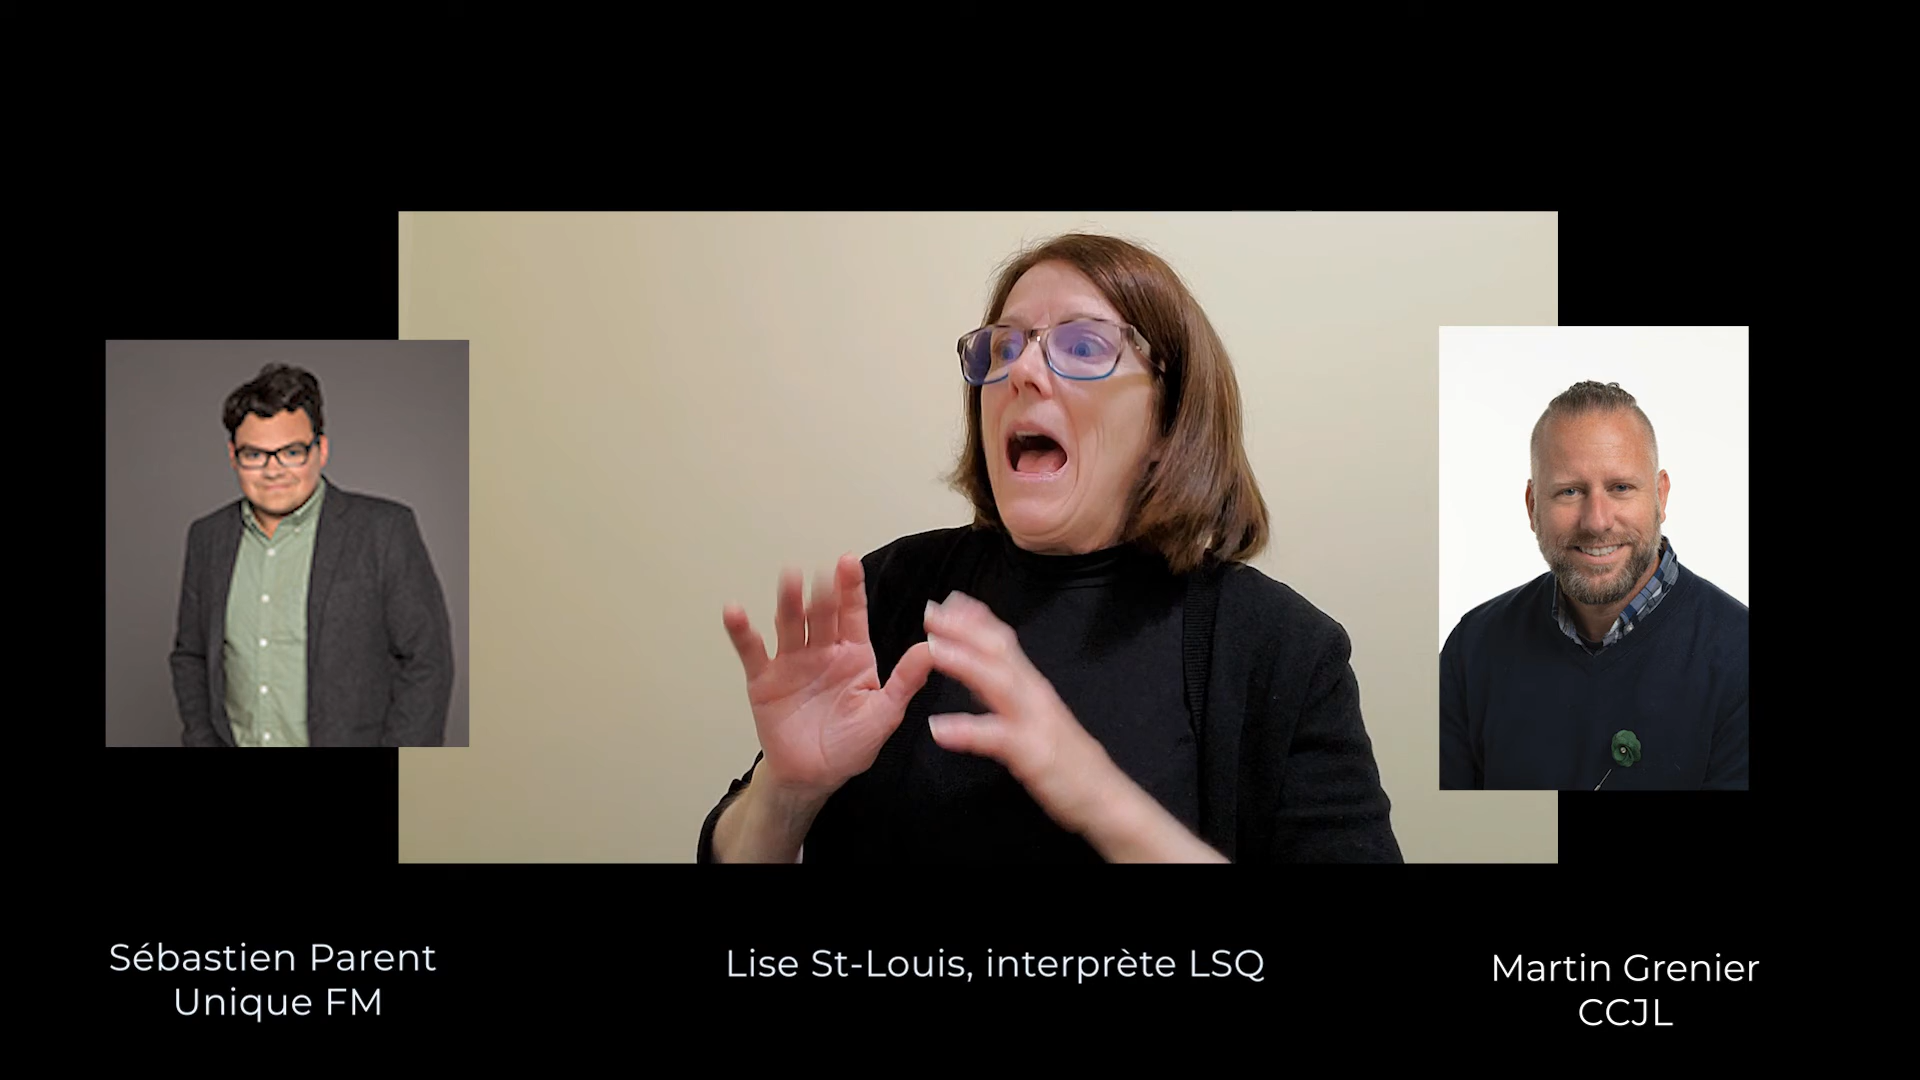 Sébastien Parent
Unique FM
Lise St-Louis, interprète LSQ
Martin Grenier
CCJL